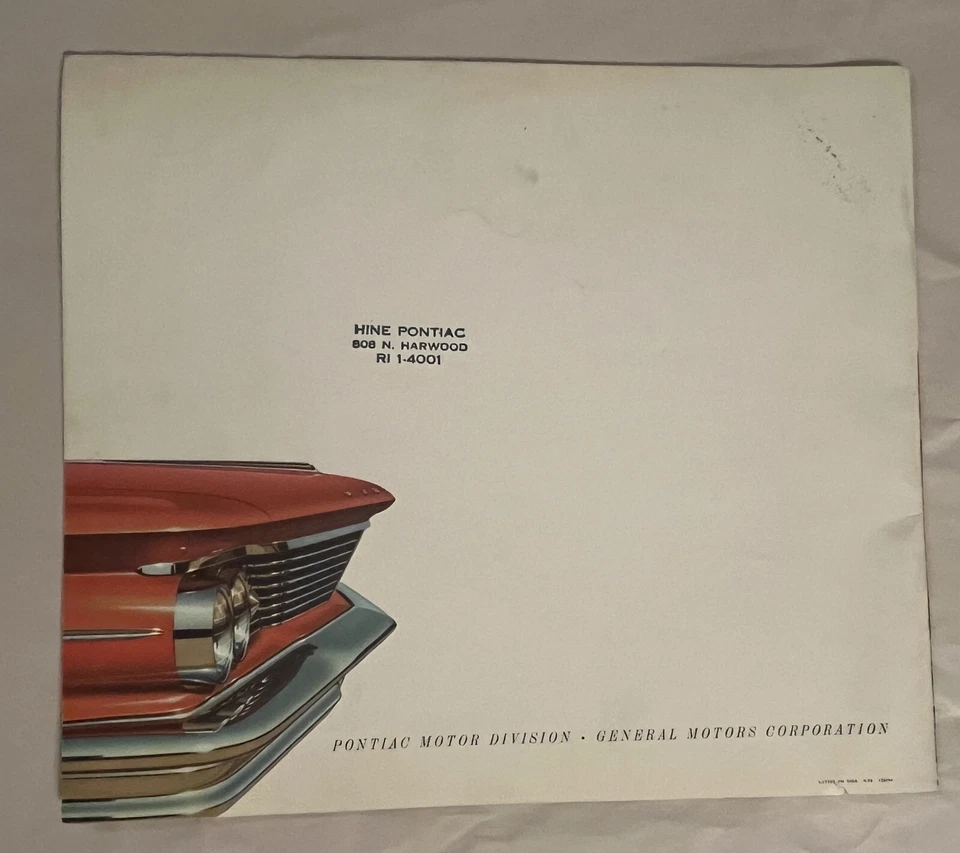 HINE PONTIAC
808 N. HARWOOD
RI 1-4001
PONTIAC MOTOR DIVISION • GENERAL MOTORS CORPORATION